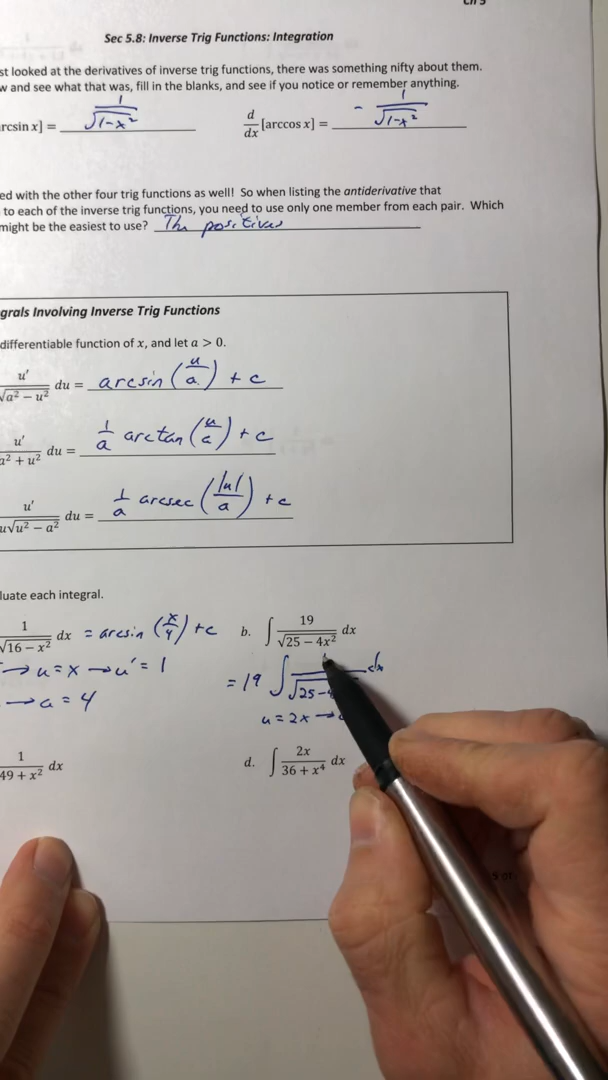 Ch 5
Sec 5.8: Inverse Trig Functions: Integration
st looked at the derivatives of inverse trig functions, there was something nifty about them.
w and see what that was, fill in the blanks, and see if you notice or remember anything.
rcsin x] = 1/√(1-x²) d/dx [arccos x] = - 1/√(1-x²)
ed with the other four trig functions as well! So when listing the antiderivative that
to each of the inverse trig functions, you need to use only one member from each pair. Which
might be the easiest to use? The positives
grals Involving Inverse Trig Functions
differentiable function of x, and let a > 0.
u'/√(a² − u²) du = arcsin (u/a) + c
u'/(a² + u²) du = 1/a arctan (u/a) + c
u'/(u√(u² − a²)) du = 1/a arcsec (|u|/a) + c
luate each integral.
1/√(16 − x²) dx = arcsin (x/4) + c b. ∫ 19/√(25 − 4x²) dx
→ u = x → u' = 1 = 19 ∫ /√(25- dx
→ a = 4 u = 2x →
1/(49 + x²) dx d. ∫ 2x/(36 + x⁴) dx